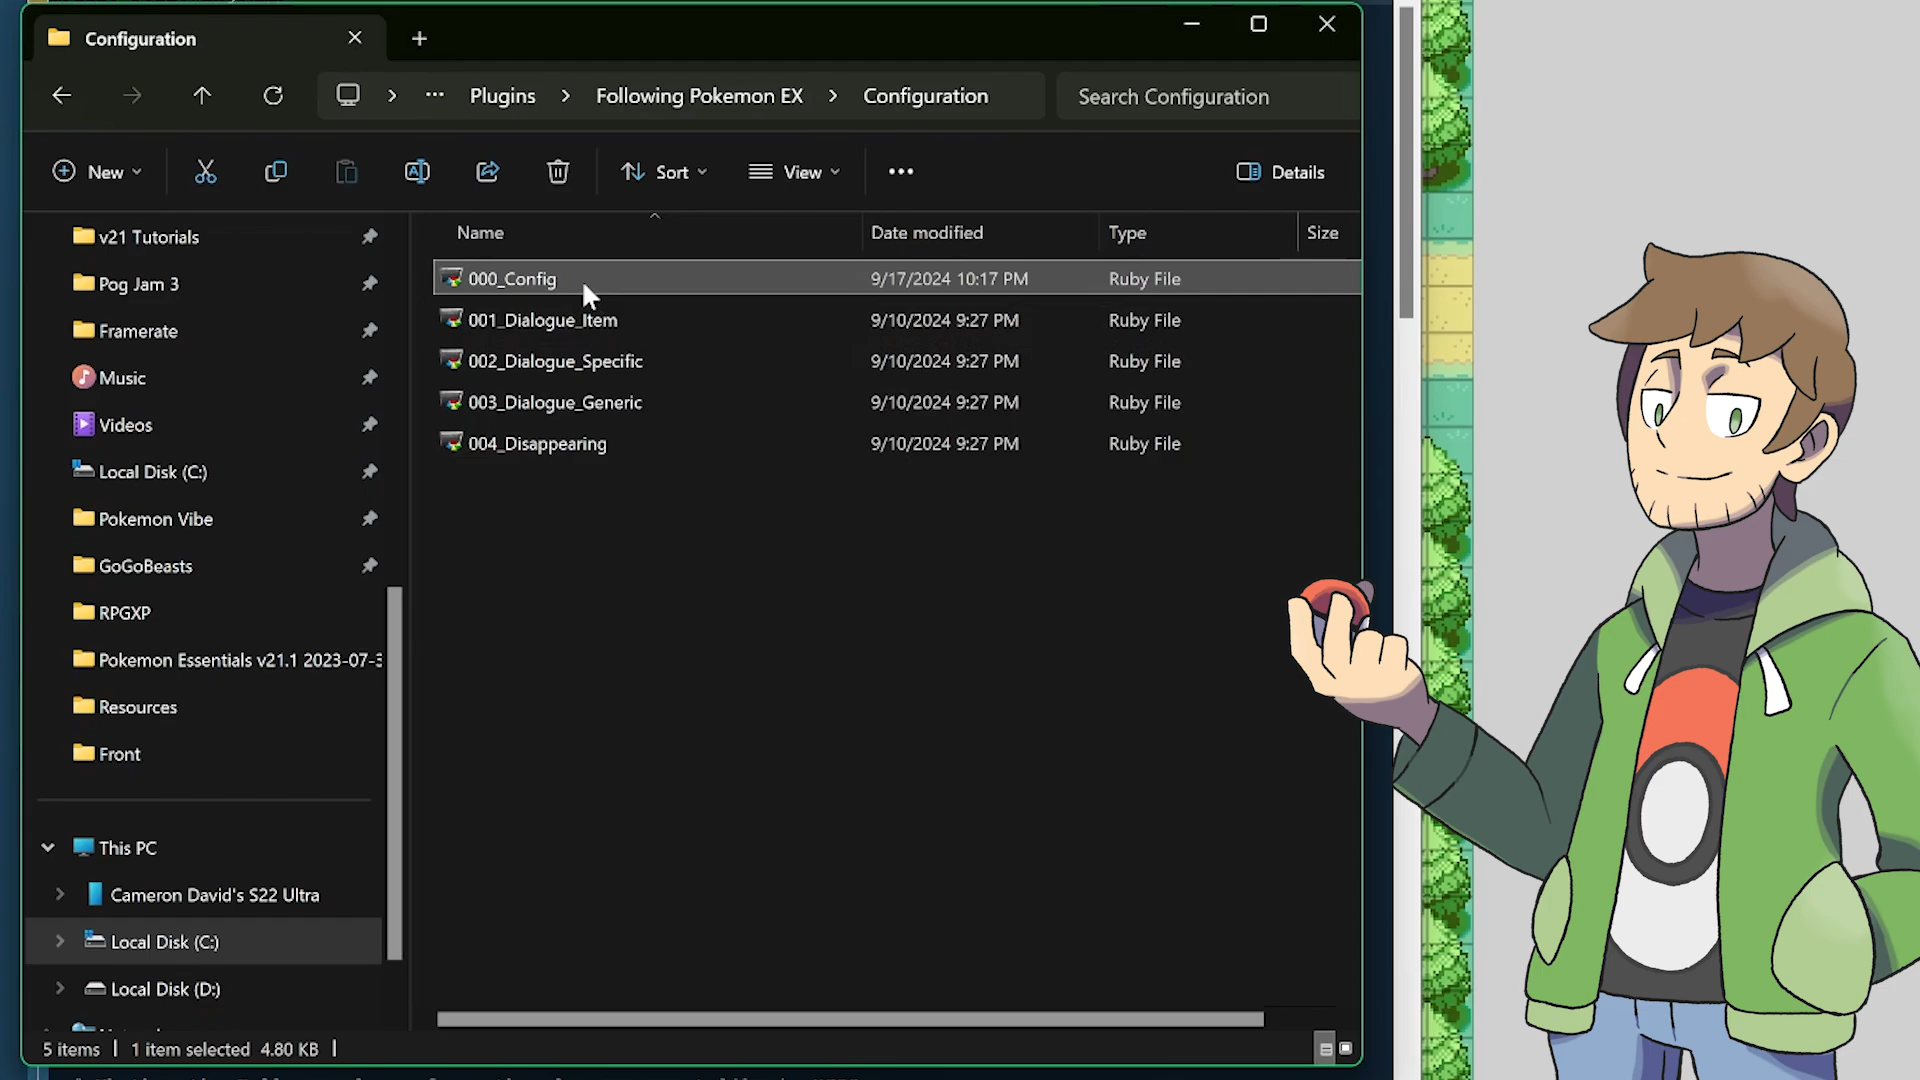 Configuration
Plugins > Following Pokemon EX > Configuration
Search Configuration
New
Sort
View
Details
Name
Date modified
Type
Size
000_Config 9/17/2024 10:17 PM Ruby File
001_Dialogue_Item 9/10/2024 9:27 PM Ruby File
002_Dialogue_Specific 9/10/2024 9:27 PM Ruby File
003_Dialogue_Generic 9/10/2024 9:27 PM Ruby File
004_Disappearing 9/10/2024 9:27 PM Ruby File
v21 Tutorials
Pog Jam 3
Framerate
Music
Videos
Local Disk (C:)
Pokemon Vibe
GoGoBeasts
RPGXP
Pokemon Essentials v21.1 2023-07-3
Resources
Front
This PC
Cameron David's S22 Ultra
Local Disk (C:)
Local Disk (D:)
5 items | 1 item selected 4.80 KB |